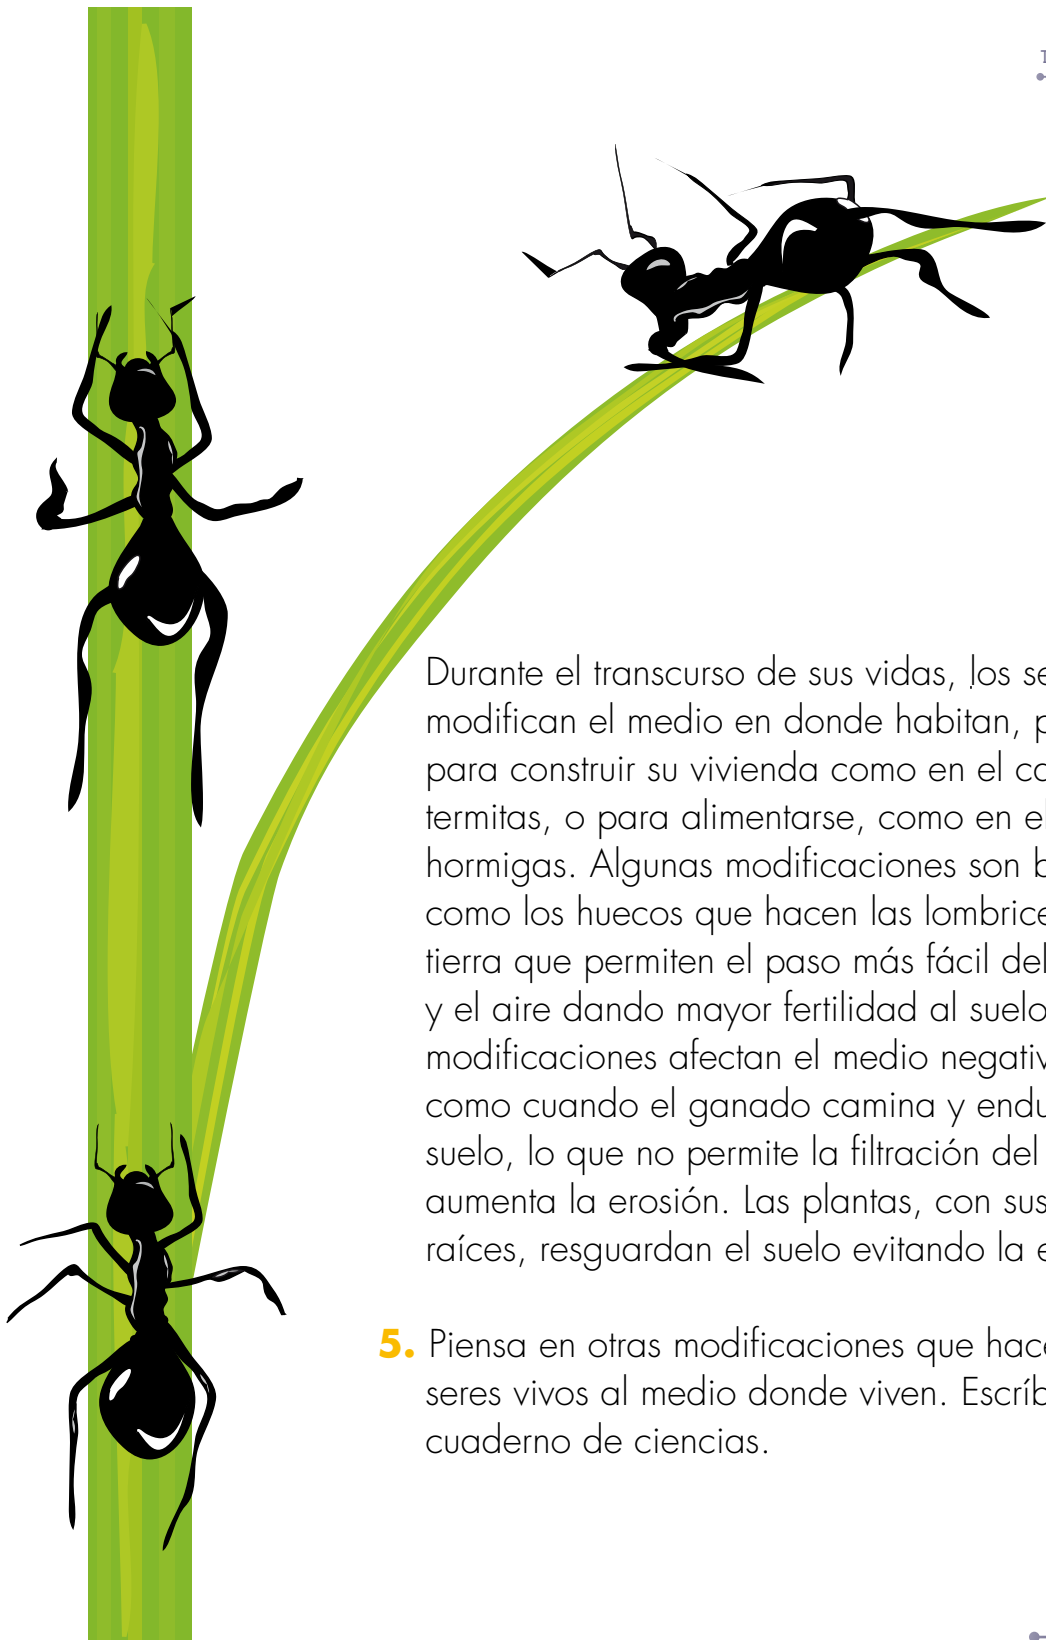 Durante el transcurso de sus vidas, los
modifican el medio en donde habitan,
para construir su vivienda como en el
termitas, o para alimentarse, como en
hormigas. Algunas modificaciones son
como los huecos que hacen las
tierra que permiten el paso más fácil
y el aire dando mayor fertilidad al suelo
modificaciones afectan el medio
como cuando el ganado camina y
suelo, lo que no permite la filtración del
aumenta la erosión. Las plantas, con sus
raíces, resguardan el suelo evitando la
5. Piensa en otras modificaciones que
seres vivos al medio donde viven.
cuaderno de ciencias.